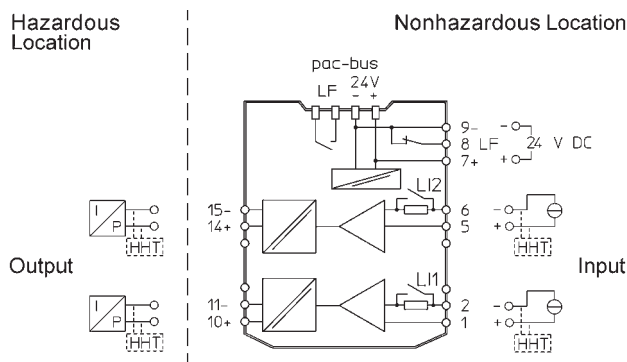 Hazardous
Location
Nonhazardous Location
pac-bus
24V
LF - +
9-
8 LF
7+
- 
24 V DC
+
LI2
15-
14+
6
5
-
+
HHT
I
P
HHT
Output
Input
LI1
11-
10+
2
1
-
+
HHT
I
P
HHT